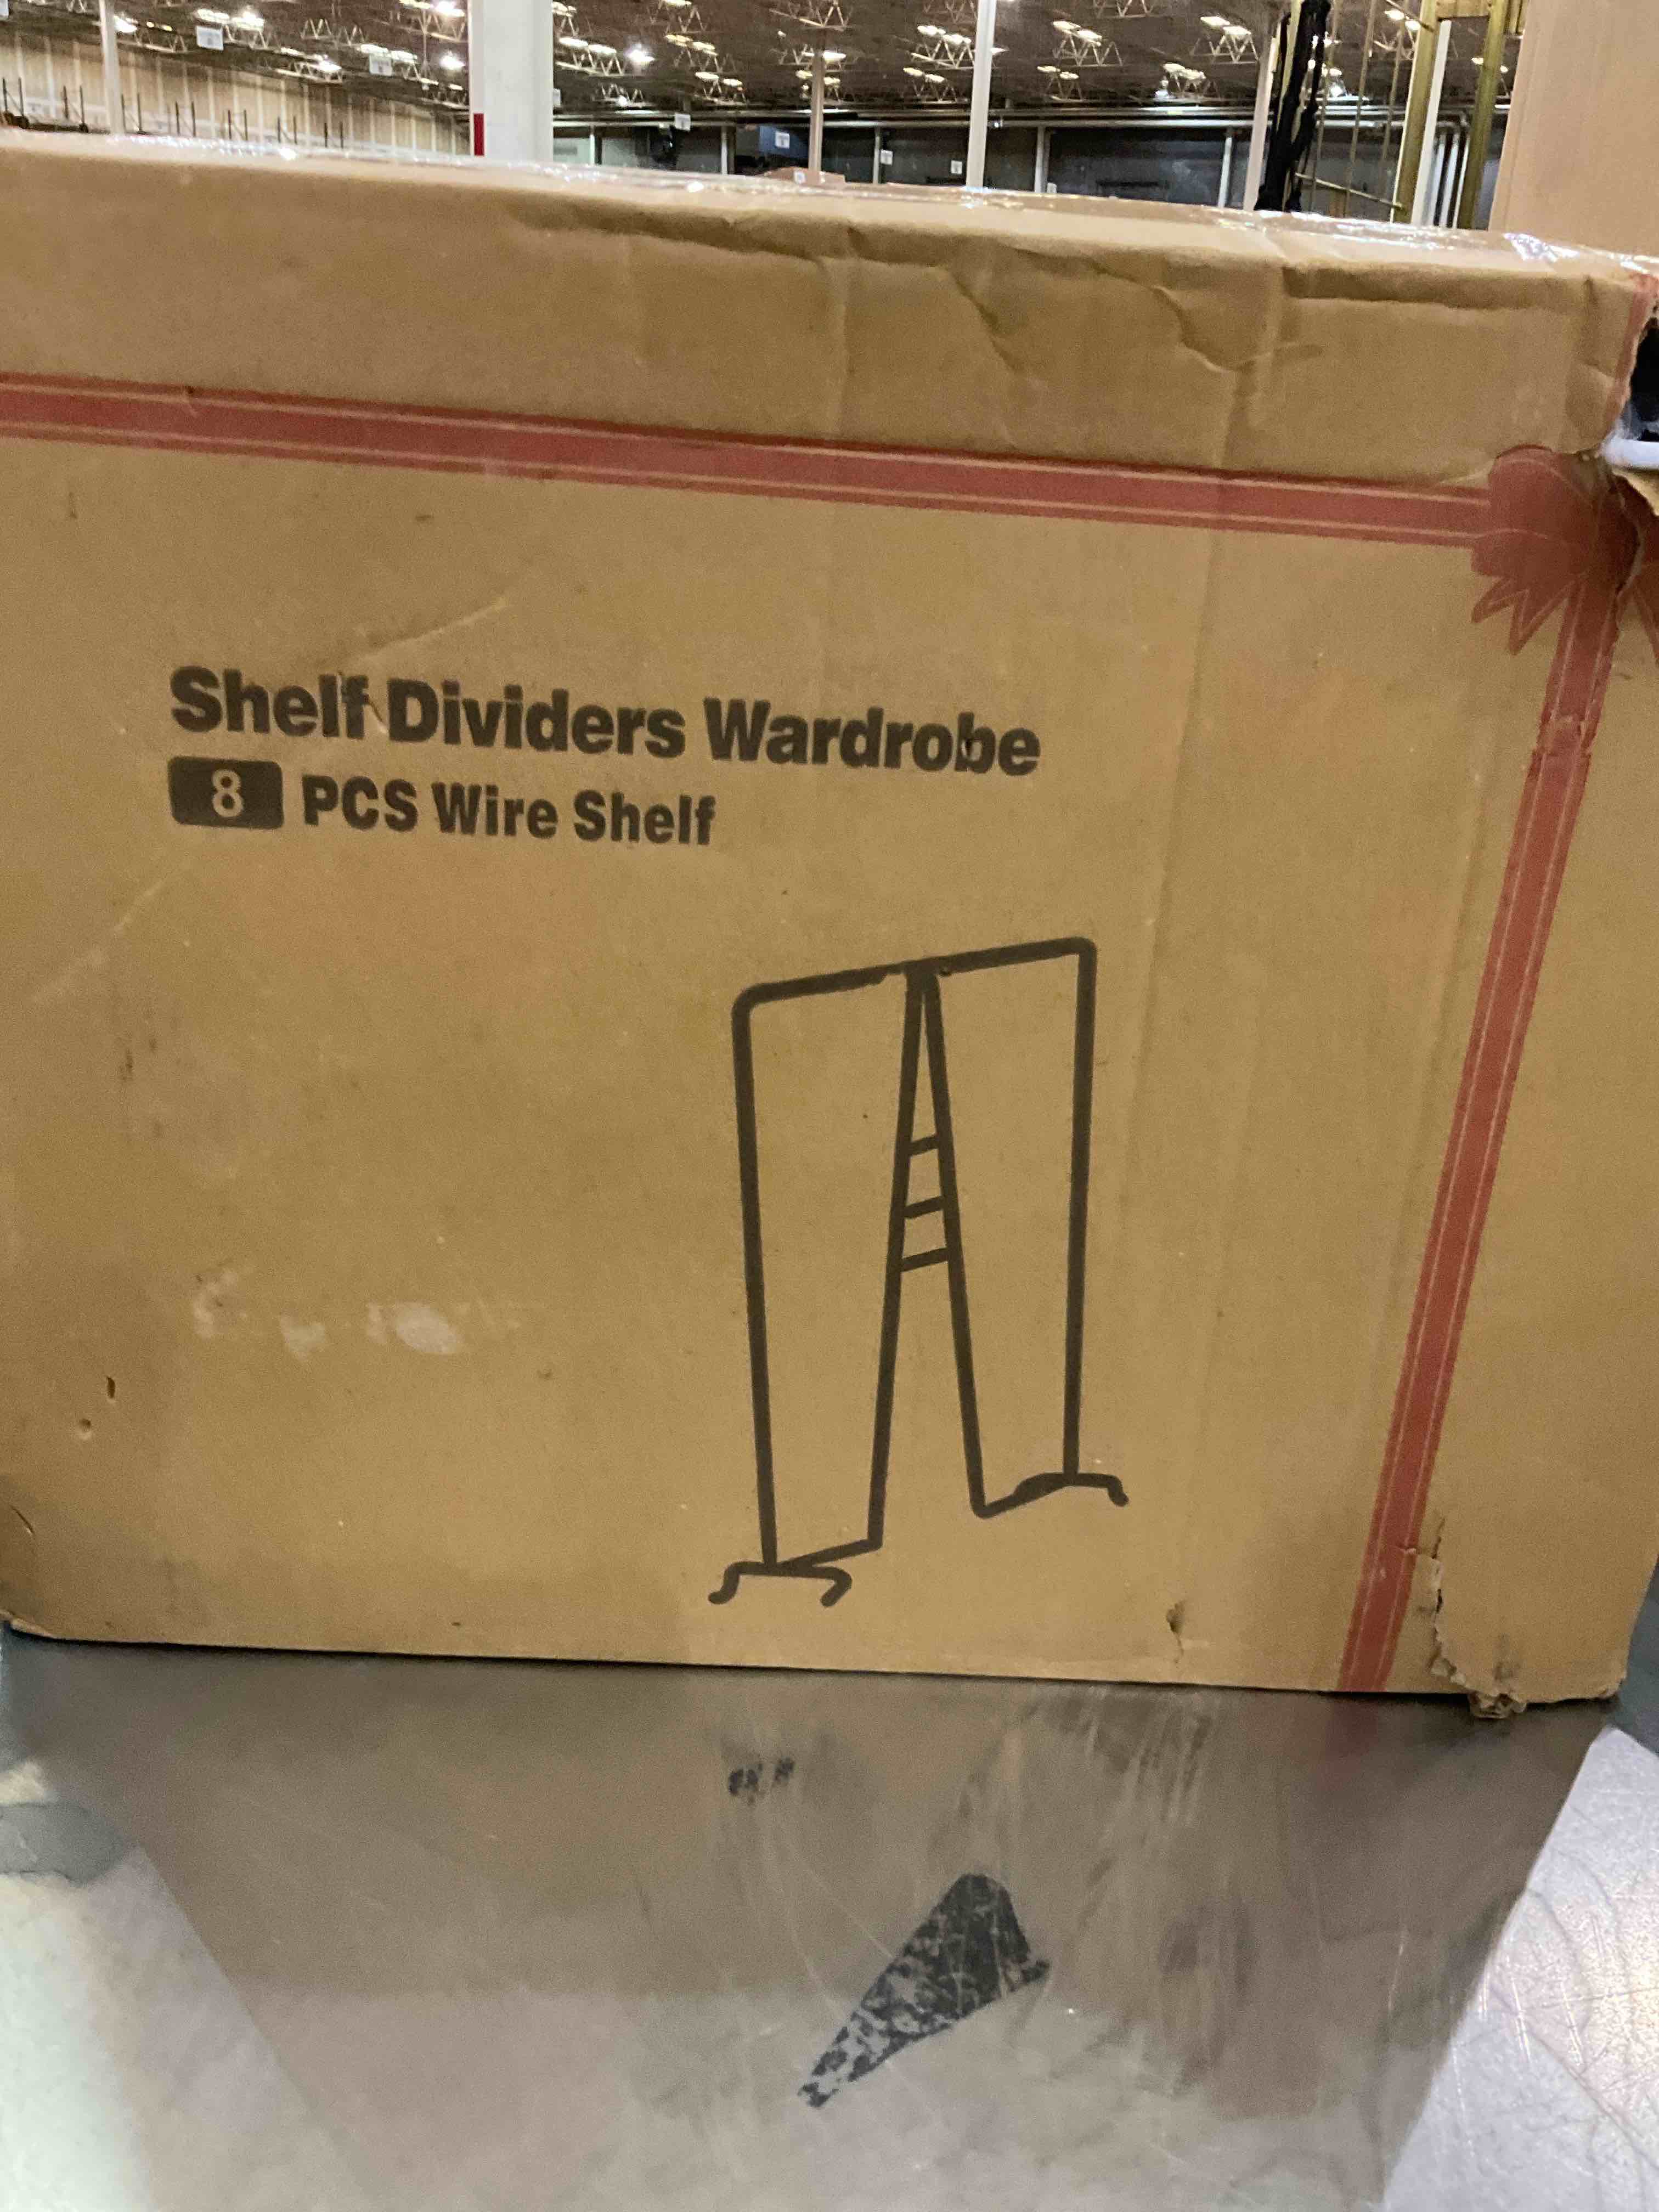 Shelf Dividers Wardrobe
8 PCS Wire Shelf